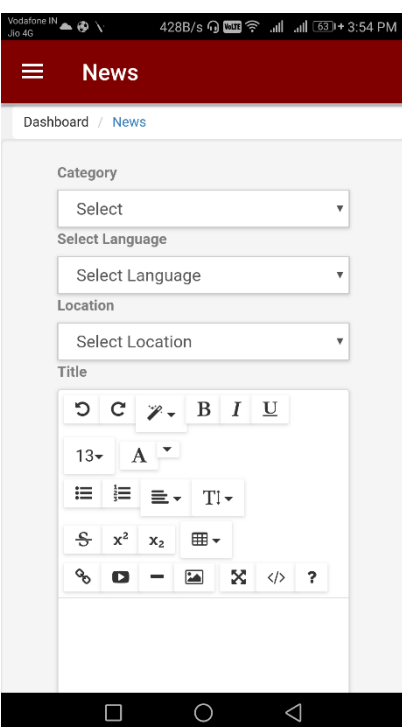 Vodafone IN
Jio 4G
428B/s VoLTE 63 3:54 PM
News
Dashboard / News
Category
Select
Select Language
Select Language
Location
Select Location
Title
B I U
13 A
T
S x² x₂
</> ?